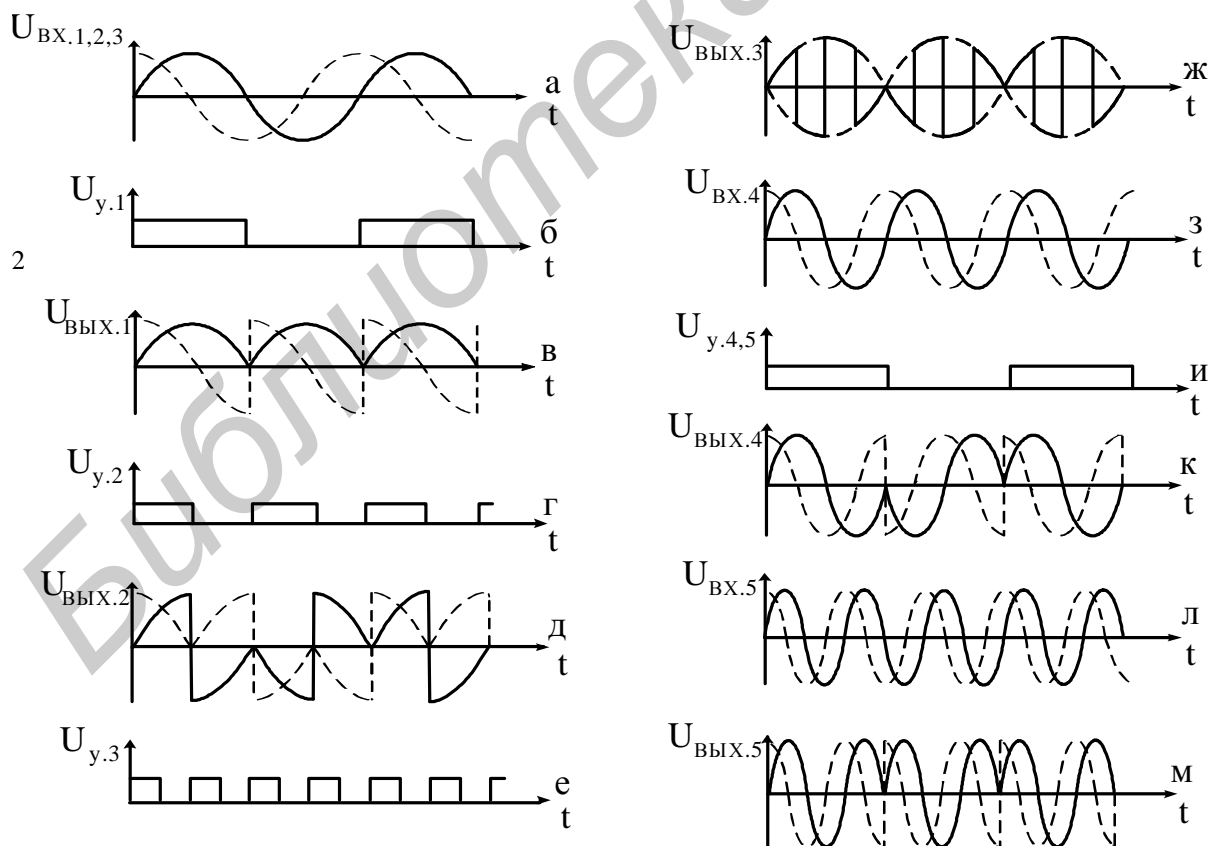 U ВХ.1,2,3
а
t
U у.1
б
t
2
U ВЫХ.1
в
t
U у.2
г
t
U ВЫХ.2
д
t
U у.3
е
t
U ВЫХ.3
ж
t
U ВХ.4
з
t
U у.4,5
и
t
U ВЫХ.4
к
t
U ВХ.5
л
t
U ВЫХ.5
м
t
Библиотек